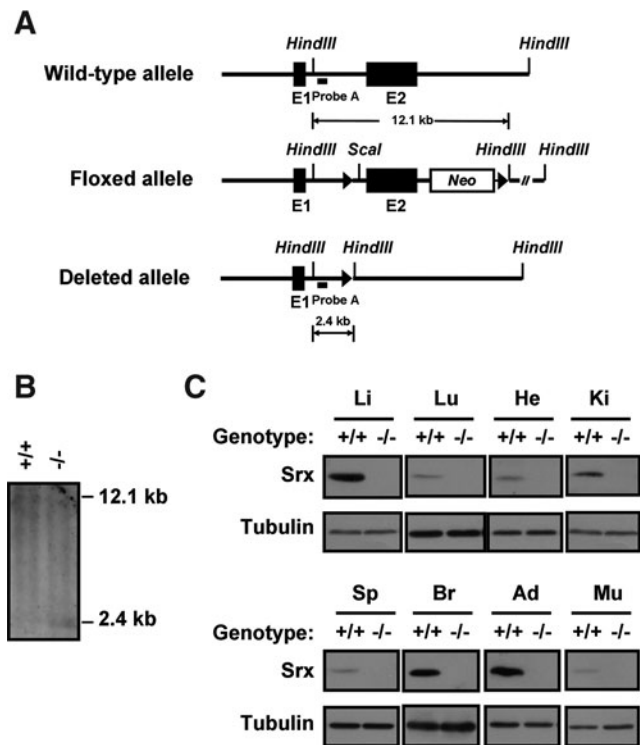 A
HindIII HindIII
Wild-type allele
E1 Probe A E2
12.1 kb
HindIII ScaI HindIII HindIII
Floxed allele
Neo
E1 E2
HindIII HindIII HindIII
Deleted allele
E1 Probe A
2.4 kb
B
+/+ -/-
12.1 kb
2.4 kb
C
Li Lu He Ki
Genotype: +/+ -/- +/+ -/- +/+ -/- +/+ -/-
Srx
Tubulin
Sp Br Ad Mu
Genotype: +/+ -/- +/+ -/- +/+ -/- +/+ -/-
Srx
Tubulin